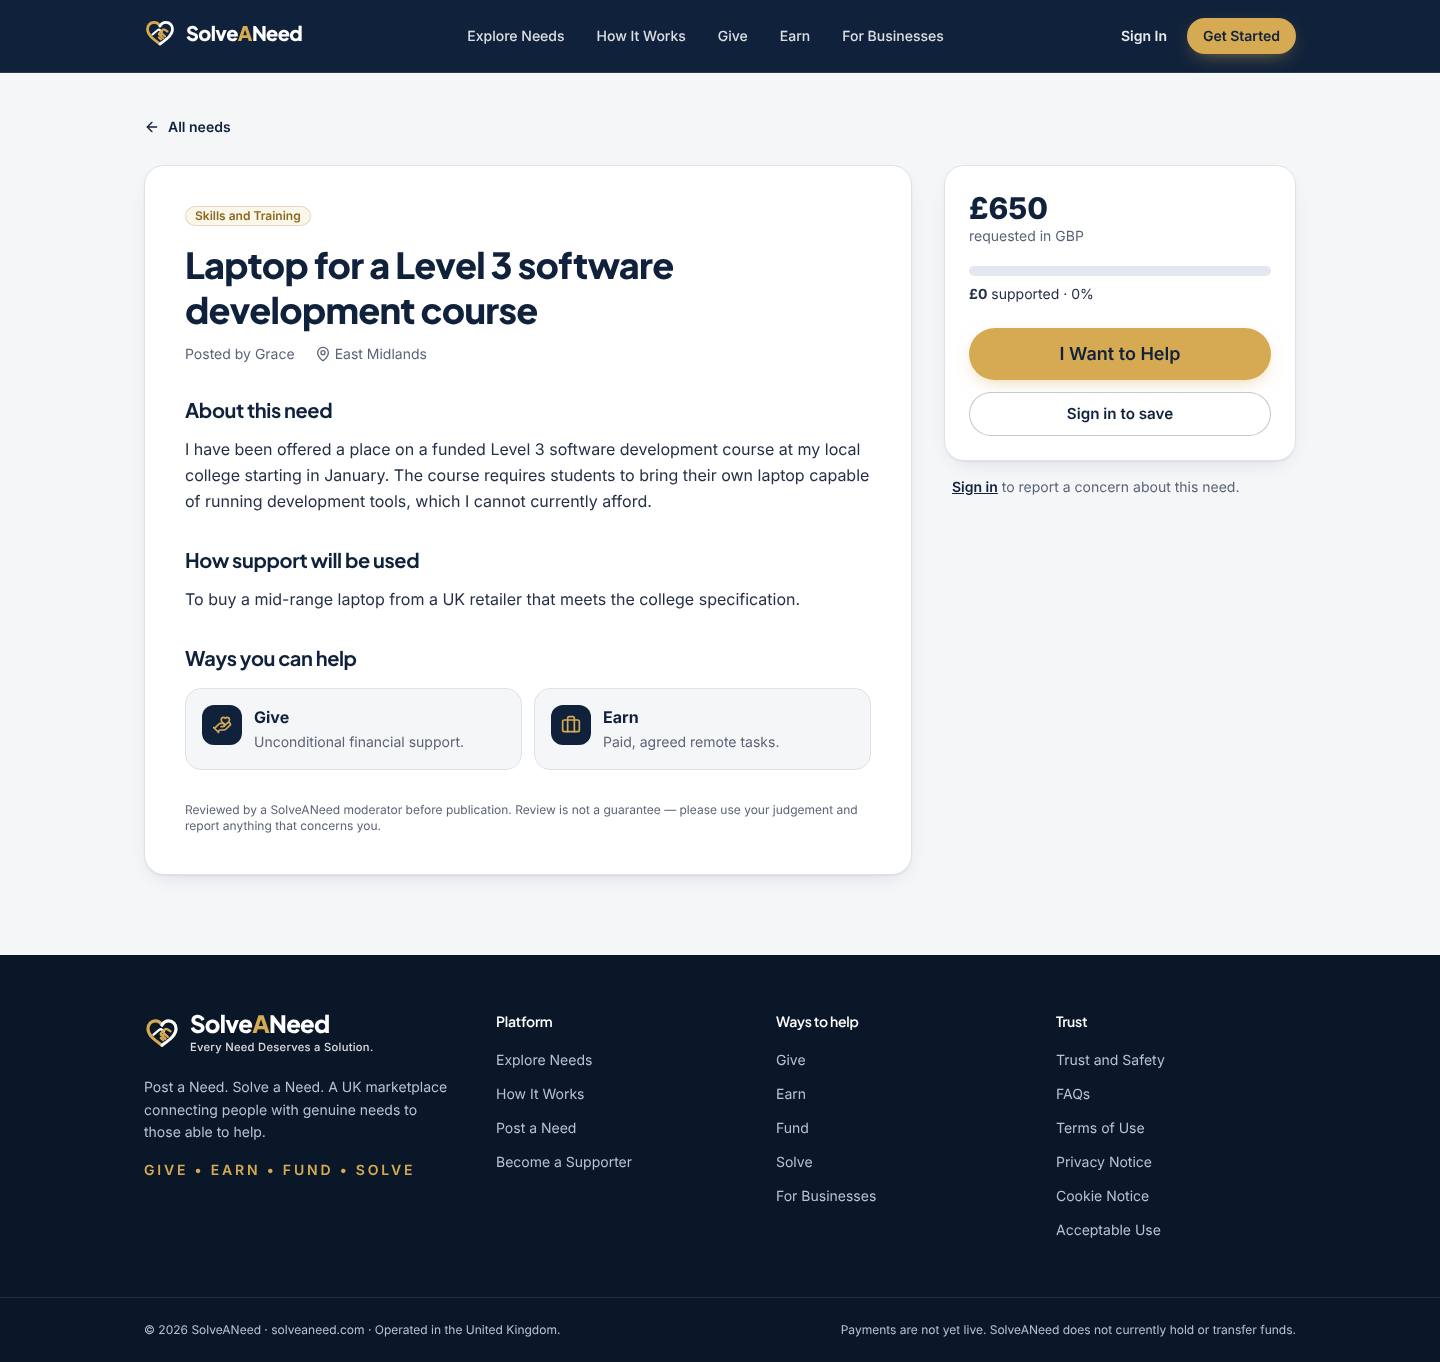 SolveANeed
Explore Needs
How It Works
Give
Earn
For Businesses
Sign In
Get Started
All needs
Skills and Training
Laptop for a Level 3 software
development course
Posted by Grace
East Midlands
About this need
I have been offered a place on a funded Level 3 software development course at my local
college starting in January. The course requires students to bring their own laptop capable
of running development tools, which I cannot currently afford.
How support will be used
To buy a mid-range laptop from a UK retailer that meets the college specification.
Ways you can help
Give
Unconditional financial support.
Earn
Paid, agreed remote tasks.
Reviewed by a SolveANeed moderator before publication. Review is not a guarantee — please use your judgement and
report anything that concerns you.
£650
requested in GBP
£0 supported · 0%
I Want to Help
Sign in to save
Sign in to report a concern about this need.
SolveANeed
Every Need Deserves a Solution.
Post a Need. Solve a Need. A UK marketplace
connecting people with genuine needs to
those able to help.
GIVE • EARN • FUND • SOLVE
Platform
Explore Needs
How It Works
Post a Need
Become a Supporter
Ways to help
Give
Earn
Fund
Solve
For Businesses
Trust
Trust and Safety
FAQs
Terms of Use
Privacy Notice
Cookie Notice
Acceptable Use
© 2026 SolveANeed · solveaneed.com · Operated in the United Kingdom.
Payments are not yet live. SolveANeed does not currently hold or transfer funds.